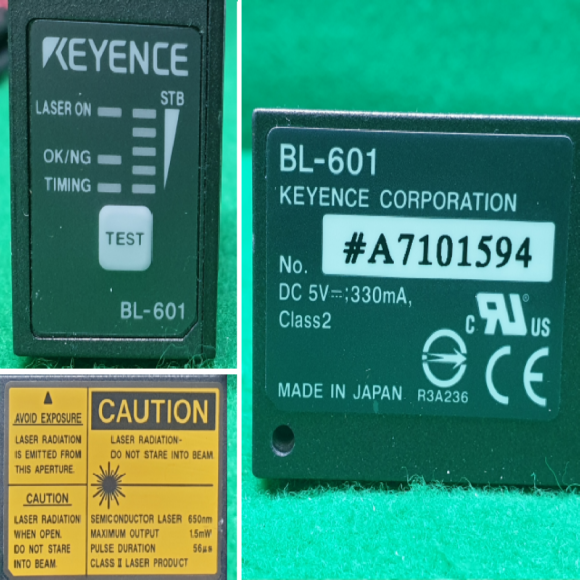 KEYENCE
STB
LASER ON
OK/NG
TIMING
TEST
BL-601
BL-601
KEYENCE CORPORATION
#A7101594
No.
DC 5V⎓;330mA,
Class2
c RU US
®
R3A236
CE
MADE IN JAPAN
AVOID EXPOSURE
LASER RADIATION
IS EMITTED FROM
THIS APERTURE.
CAUTION
LASER RADIATION
WHEN OPEN.
DO NOT STARE
INTO BEAM.
CAUTION
LASER RADIATION-
DO NOT STARE INTO BEAM
SEMICONDUCTOR LASER 650nm
MAXIMUM OUTPUT 1.5mW
PULSE DURATION 56μs
CLASS II LASER PRODUCT